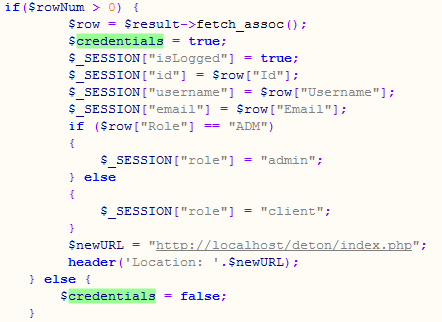 if($rowNum > 0) {
$row = $result->fetch_assoc();
$credentials = true;
$_SESSION["isLogged"] = true;
$_SESSION["id"] = $row["Id"];
$_SESSION["username"] = $row["Username"];
$_SESSION["email"] = $row["Email"];
if ($row["Role"] == "ADM")
{
$_SESSION["role"] = "admin";
} else
{
$_SESSION["role"] = "client";
}
$newURL = "http://localhost/deton/index.php";
header('Location: '.$newURL);
} else {
$credentials = false;
}